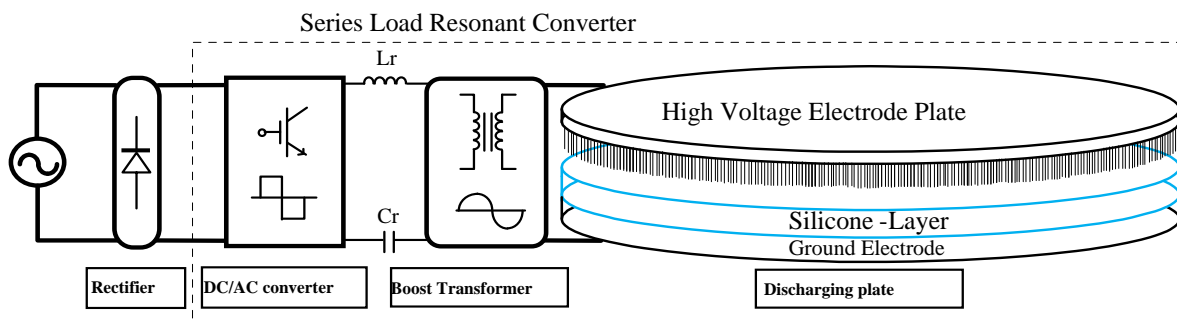 Series Load Resonant Converter
Lr
High Voltage Electrode Plate
Cr
Silicone -Layer
Ground Electrode
Rectifier
DC/AC converter
Boost Transformer
Discharging plate